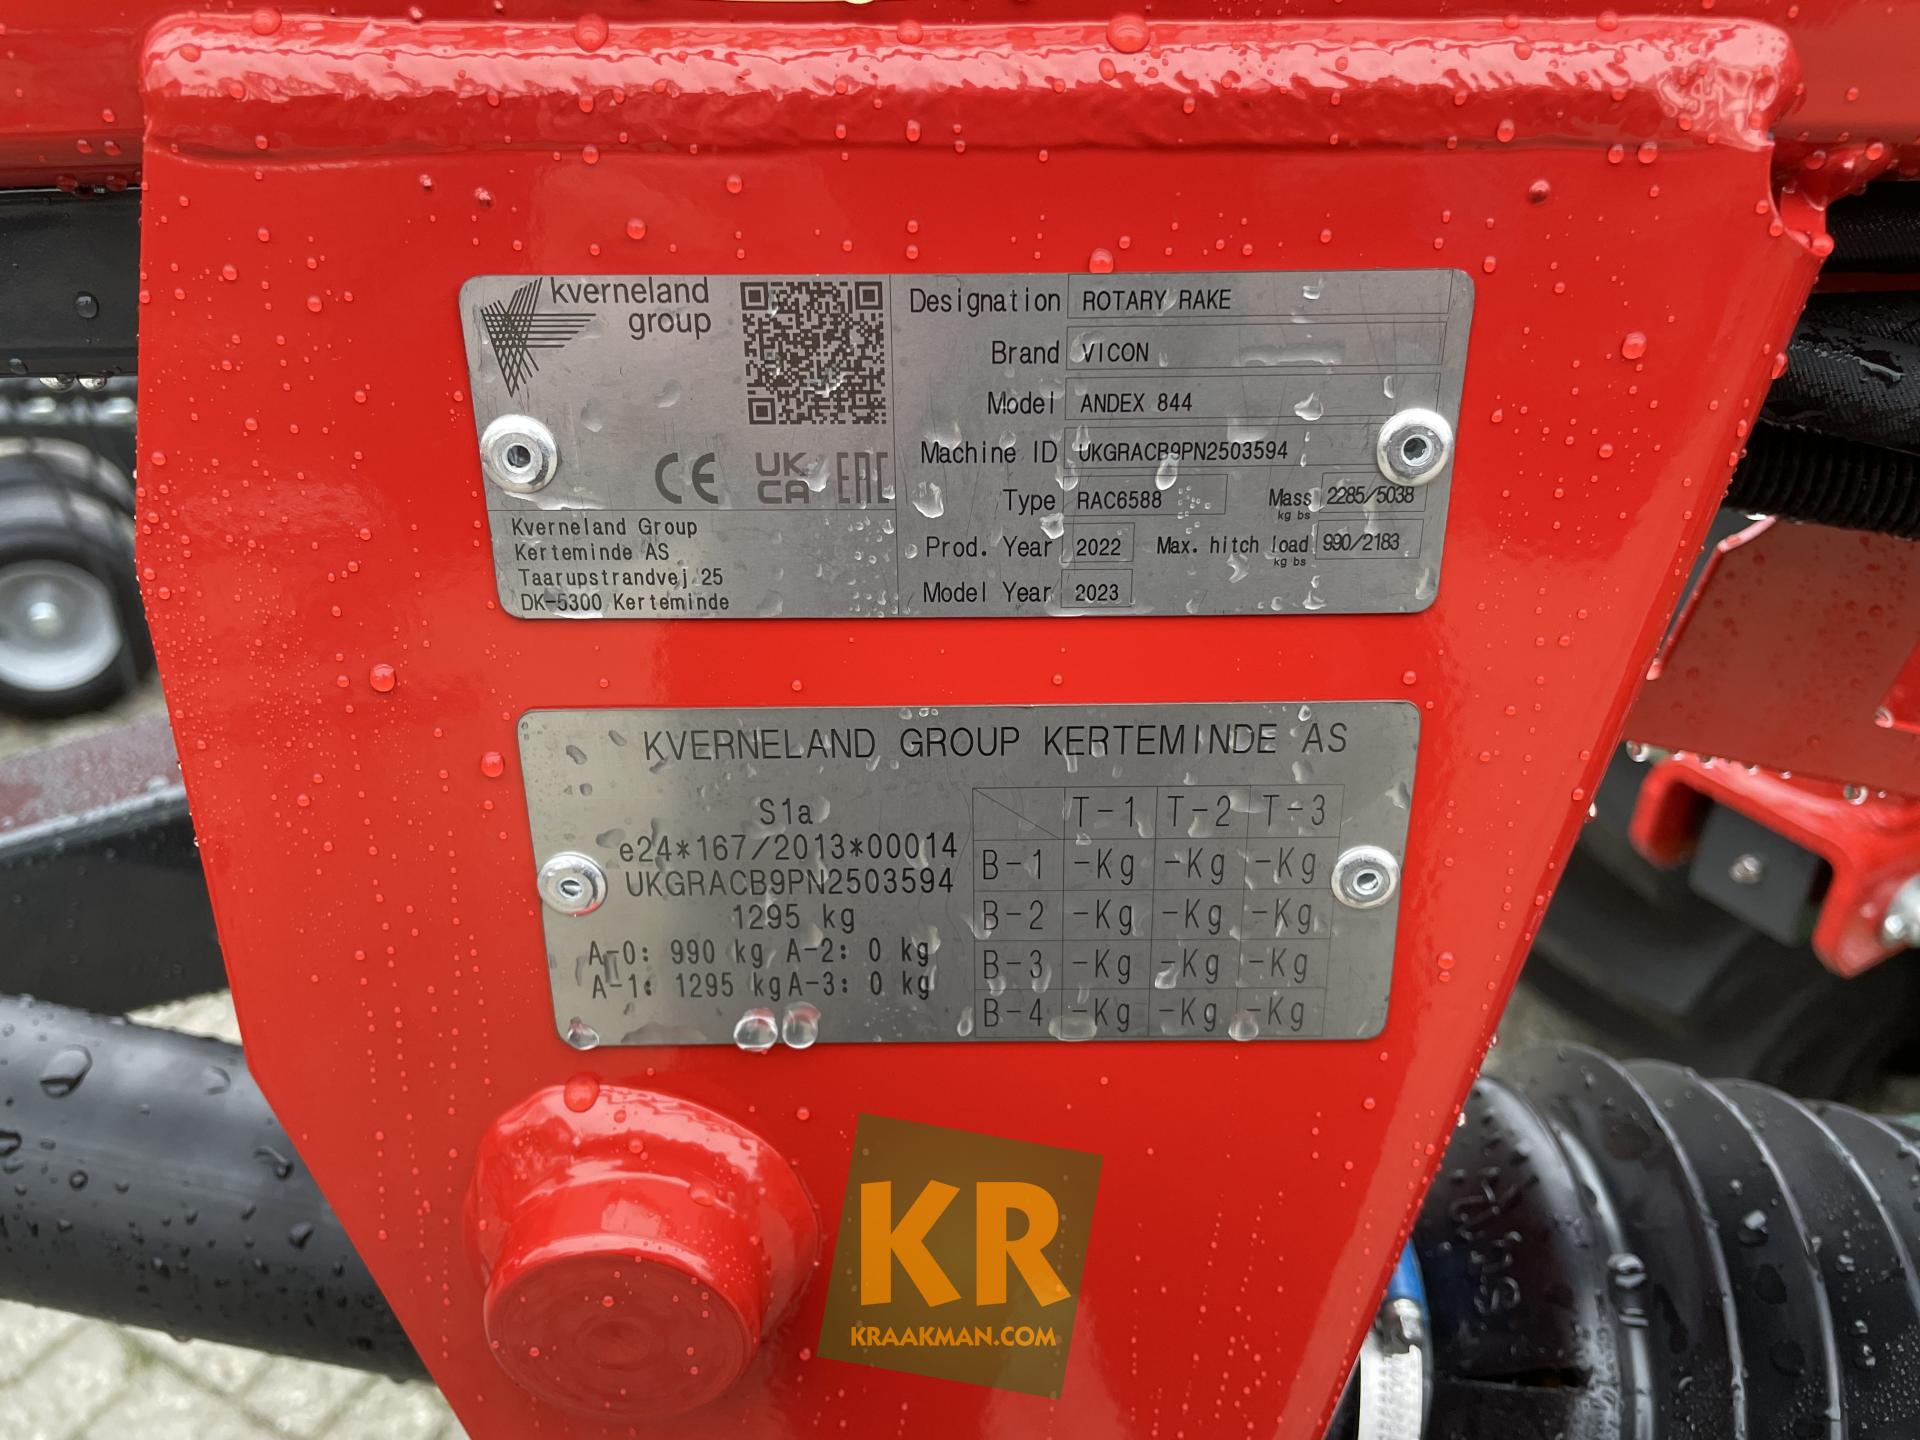 kverneland
group
CE UK CA EAC
Kverneland Group
Kerteminde AS
Taarupstrandvej 25
DK-5300 Kerteminde
Designation ROTARY RAKE
Brand VICON
Model ANDEX 844
Machine ID UKGRACB9PN2503594
Type RAC6588 Mass kg lbs 2285/5038
Prod. Year 2022 Max. hitch load kg lbs 990/2183
Model Year 2023
KVERNELAND GROUP KERTEMINDE AS
S1a
e24*167/2013*00014
UKGRACB9PN2503594
1295 kg
A-0: 990 kg A-2: 0 kg
A-1: 1295 kg A-3: 0 kg
T-1 T-2 T-3
B-1 -Kg -Kg -Kg
B-2 -Kg -Kg -Kg
B-3 -Kg -Kg -Kg
B-4 -Kg -Kg -Kg
KR
KRAAKMAN.COM